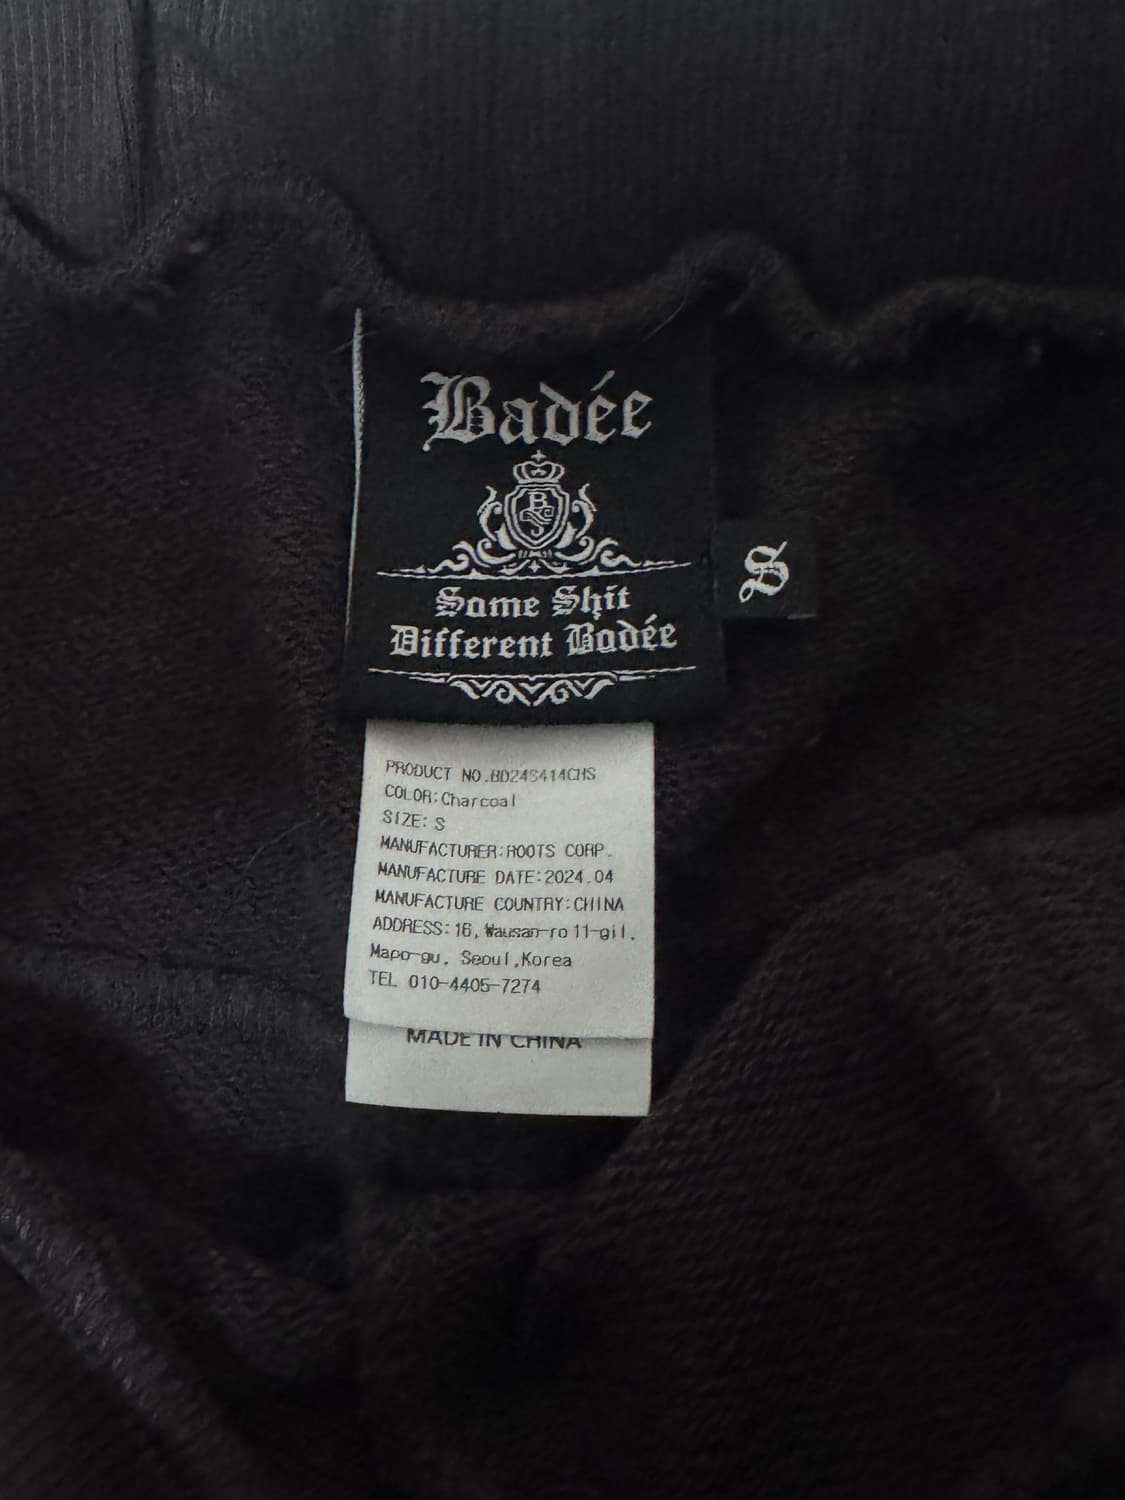 Badée
B
S
Same Shit
Different Badée
S
PRODUCT NO.BD24S414CHS
COLOR:Charcoal
SIZE: S
MANUFACTURER:ROOTS CORP.
MANUFACTURE DATE:2024.04
MANUFACTURE COUNTRY:CHINA
ADDRESS:16, Wausan-ro 11-gil,
Mapo-gu, Seoul,Korea
TEL 010-4405-7274
MADE IN CHINA